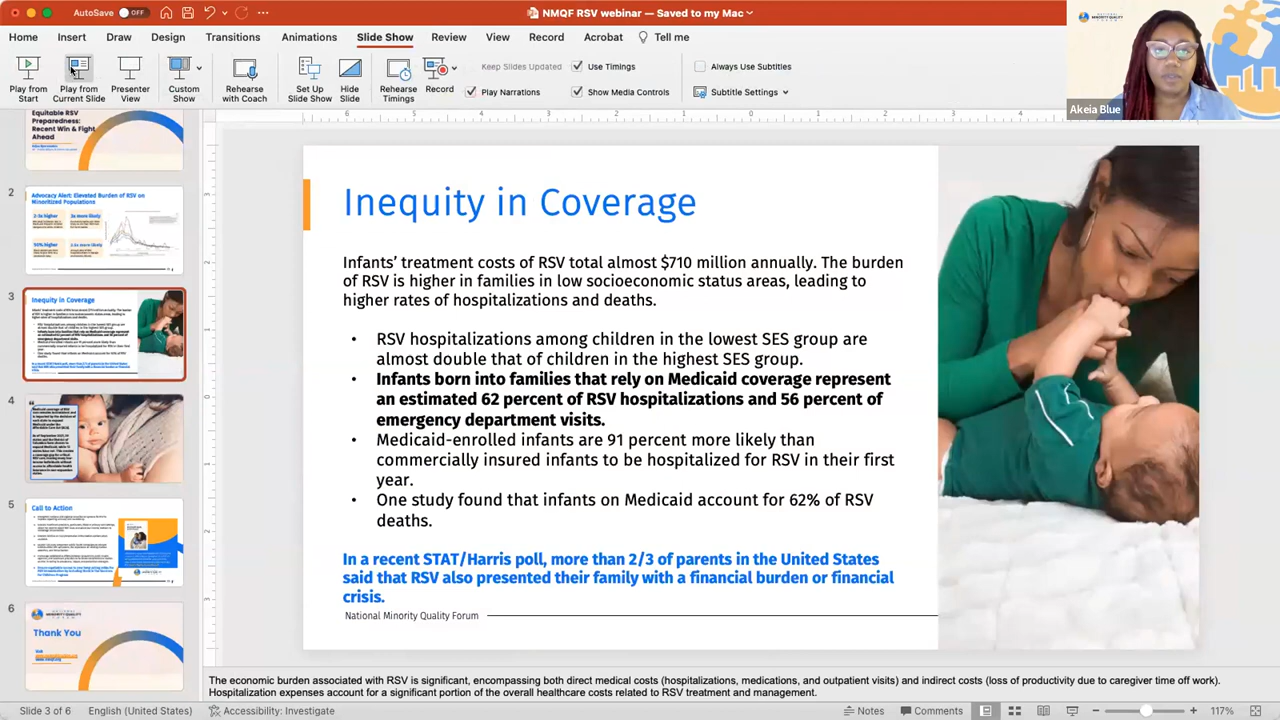 AutoSave OFF
NMQF RSV webinar — Saved to my Mac
Home Insert Draw Design Transitions Animations Slide Show Review View Record Acrobat Tell me
Play from Start
Play from Current Slide
Presenter View
Custom Show
Rehearse with Coach
Set Up Slide Show
Hide Slide
Rehearse Timings
Record
Keep Slides Updated
Use Timings
Play Narrations
Show Media Controls
Always Use Subtitles
Subtitle Settings
Akeia Blue
Equitable RSV
Preparedness:
Recent Win & Fight
Ahead
2
Advocacy Alert: Elevated Burden of RSV on
Minoritized Populations
3
Inequity in Coverage
4
5
Call to Action
6
Thank You
Inequity in Coverage
Infants’ treatment costs of RSV total almost $710 million annually. The burden
of RSV is higher in families in low socioeconomic status areas, leading to
higher rates of hospitalizations and deaths.
• RSV hospitalizations among children in the lowest SES group are
almost double that of children in the highest SES group.
• Infants born into families that rely on Medicaid coverage represent
an estimated 62 percent of RSV hospitalizations and 56 percent of
emergency department visits.
• Medicaid-enrolled infants are 91 percent more likely than
commercially insured infants to be hospitalized for RSV in their first
year.
• One study found that infants on Medicaid account for 62% of RSV
deaths.
In a recent STAT/Harris pol, more than 2/3 of parents in the United States
said that RSV also presented their family with a financial burden or financial
crisis.
National Minority Quality Forum
The economic burden associated with RSV is significant, encompassing both direct medical costs (hospitalizations, medications, and outpatient visits) and indirect costs (loss of productivity due to caregiver time off work).
Hospitalization expenses account for a significant portion of the overall healthcare costs related to RSV treatment and management.
Slide 3 of 6 English (United States) Accessibility: Investigate Notes Comments 117%